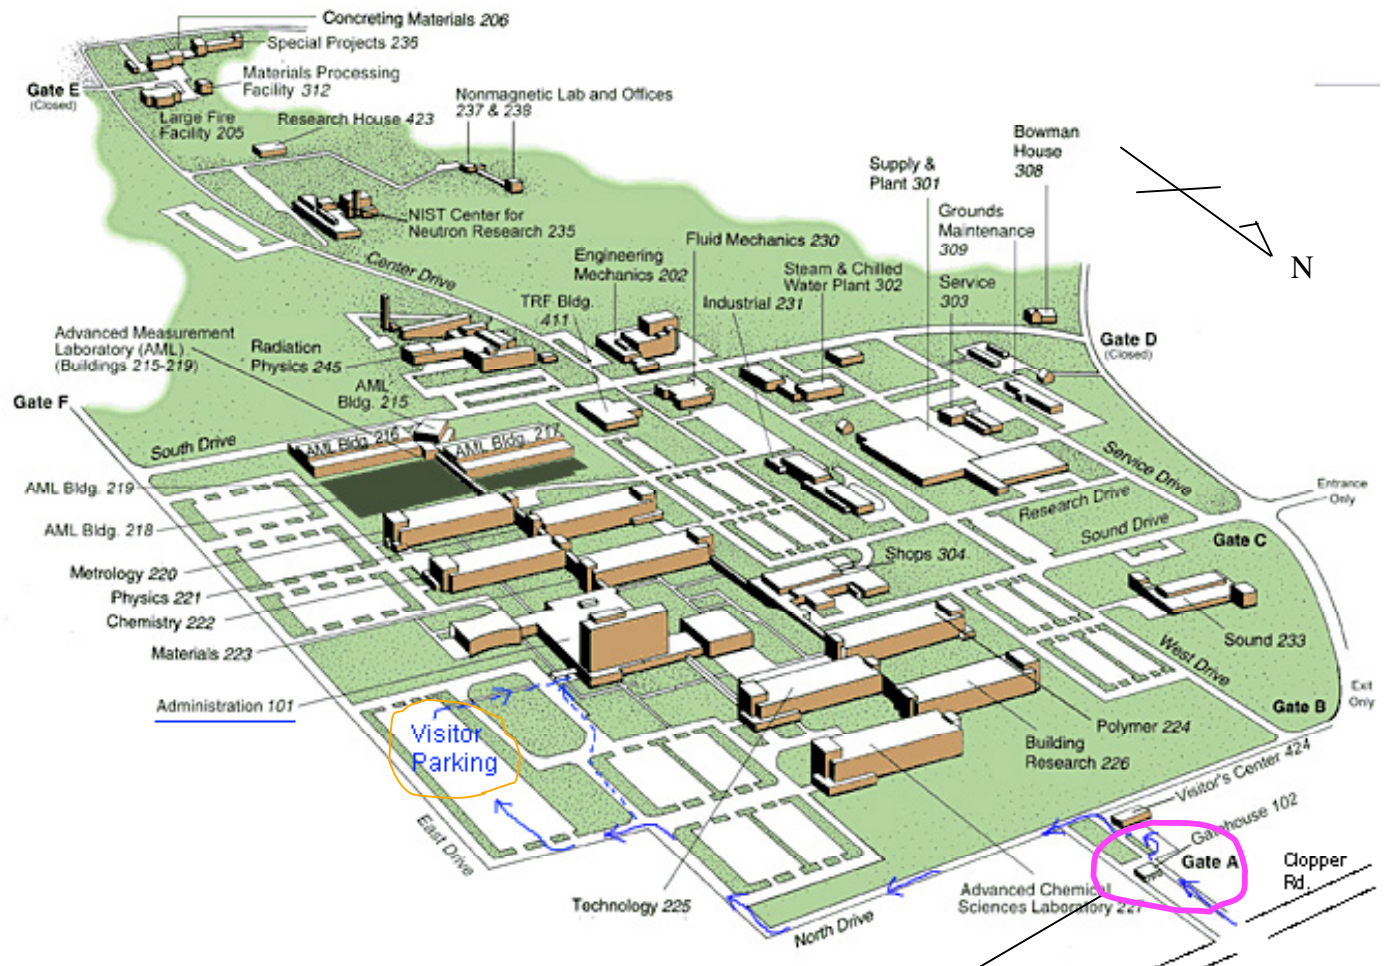 Concreting Materials 206
Special Projects 236
Materials Processing
Facility 312
Gate E
(Closed)
Large Fire
Facility 205
Research House 423
Nonmagnetic Lab and Offices
237 & 238
Bowman
House
308
Supply &
Plant 301
Grounds
Maintenance
309
N
NIST Center for
Neutron Research 235
Fluid Mechanics 230
Engineering
Mechanics 202
Steam & Chilled
Water Plant 302
Service
303
Center Drive
TRF Bldg.
411
Industrial 231
Advanced Measurement
Laboratory (AML)
(Buildings 215-219)
Radiation
Physics 245
AML
Bldg. 215
Gate D
(Closed)
Gate F
South Drive
AML Bldg. 216
AML Bldg. 217
Service Drive
AML Bldg. 219
AML Bldg. 218
Research Drive
Sound Drive
Entrance
Only
Gate C
Shops 304
Metrology 220
Physics 221
Chemistry 222
Materials 223
Sound 233
West Drive
Administration 101
Exit
Only
Gate B
Visitor
Parking
Polymer 224
Building
Research 226
Visitor's Center 424
Gatehouse 102
East Drive
Gate A
Clopper
Rd.
Technology 225
Advanced Chemical
Sciences Laboratory 227
North Drive